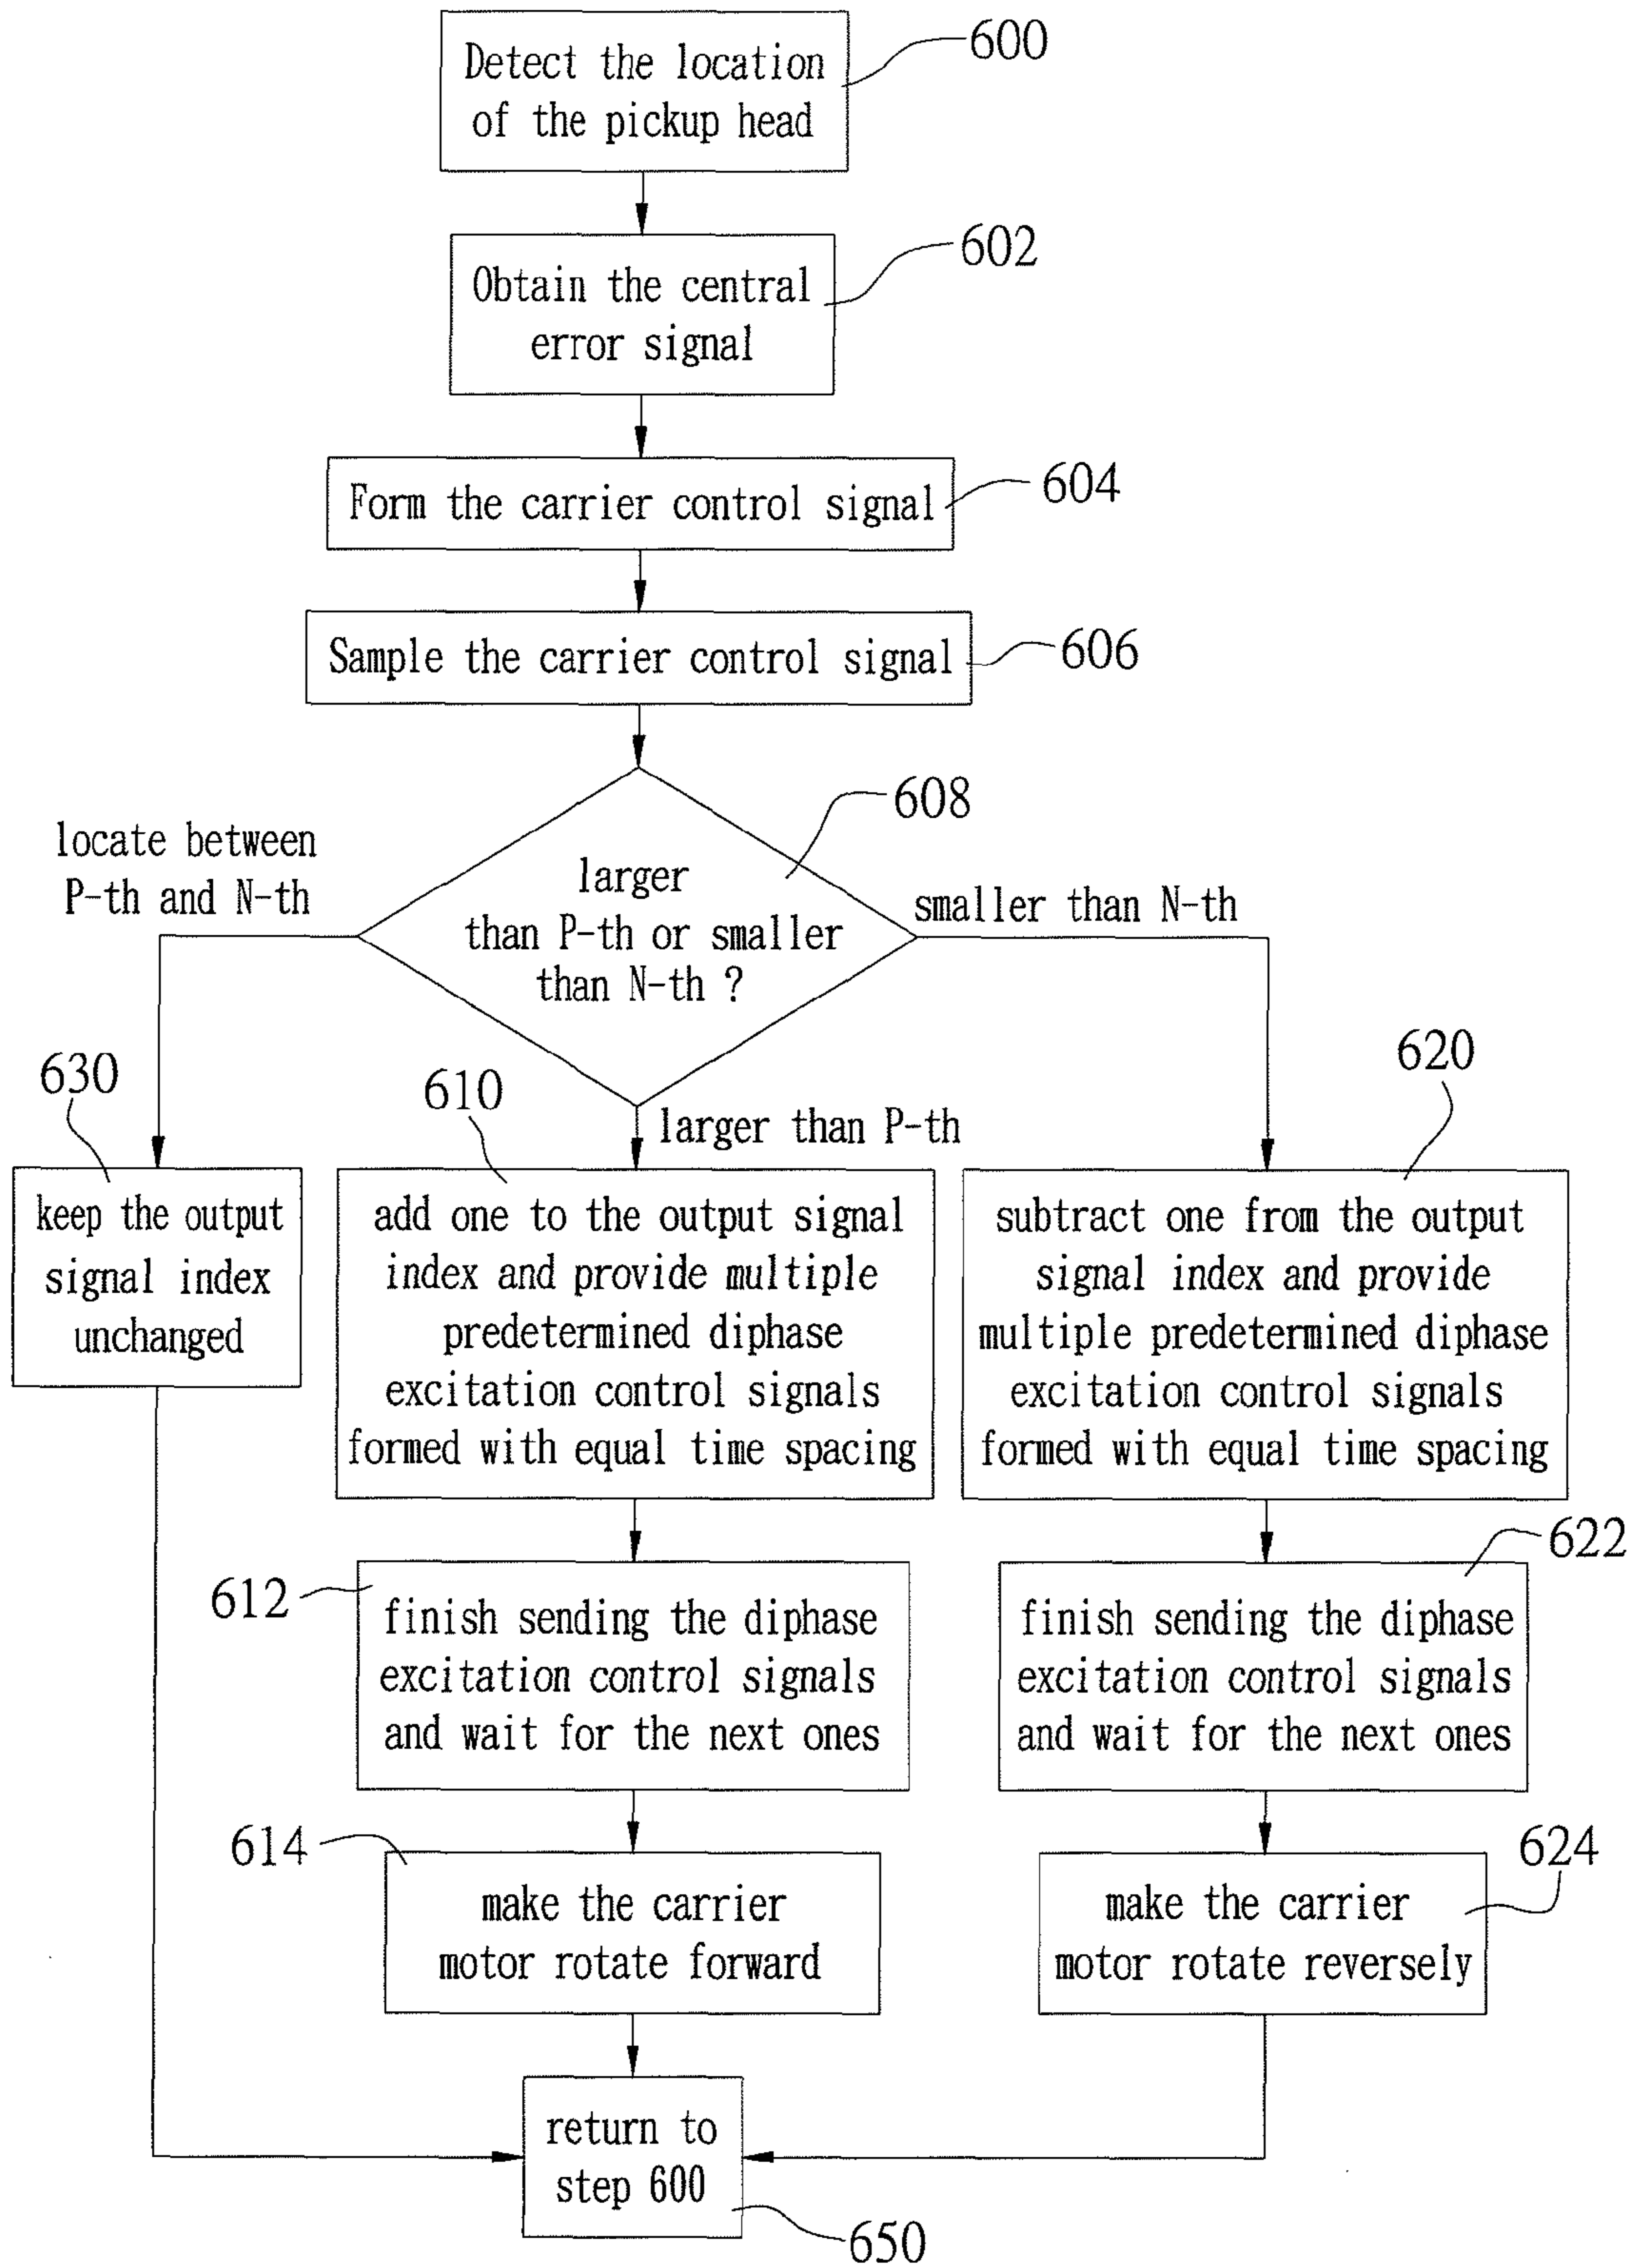 600
Detect the location
of the pickup head
602
Obtain the central
error signal
604
Form the carrier control signal
606
Sample the carrier control signal
608
larger
than P-th or smaller
than N-th ?
locate between
P-th and N-th
smaller than N-th
larger than P-th
630
keep the output
signal index
unchanged
610
add one to the output signal
index and provide multiple
predetermined diphase
excitation control signals
formed with equal time spacing
620
subtract one from the output
signal index and provide
multiple predetermined diphase
excitation control signals
formed with equal time spacing
612
finish sending the diphase
excitation control signals
and wait for the next ones
622
finish sending the diphase
excitation control signals
and wait for the next ones
614
make the carrier
motor rotate forward
624
make the carrier
motor rotate reversely
return to
step 600
650